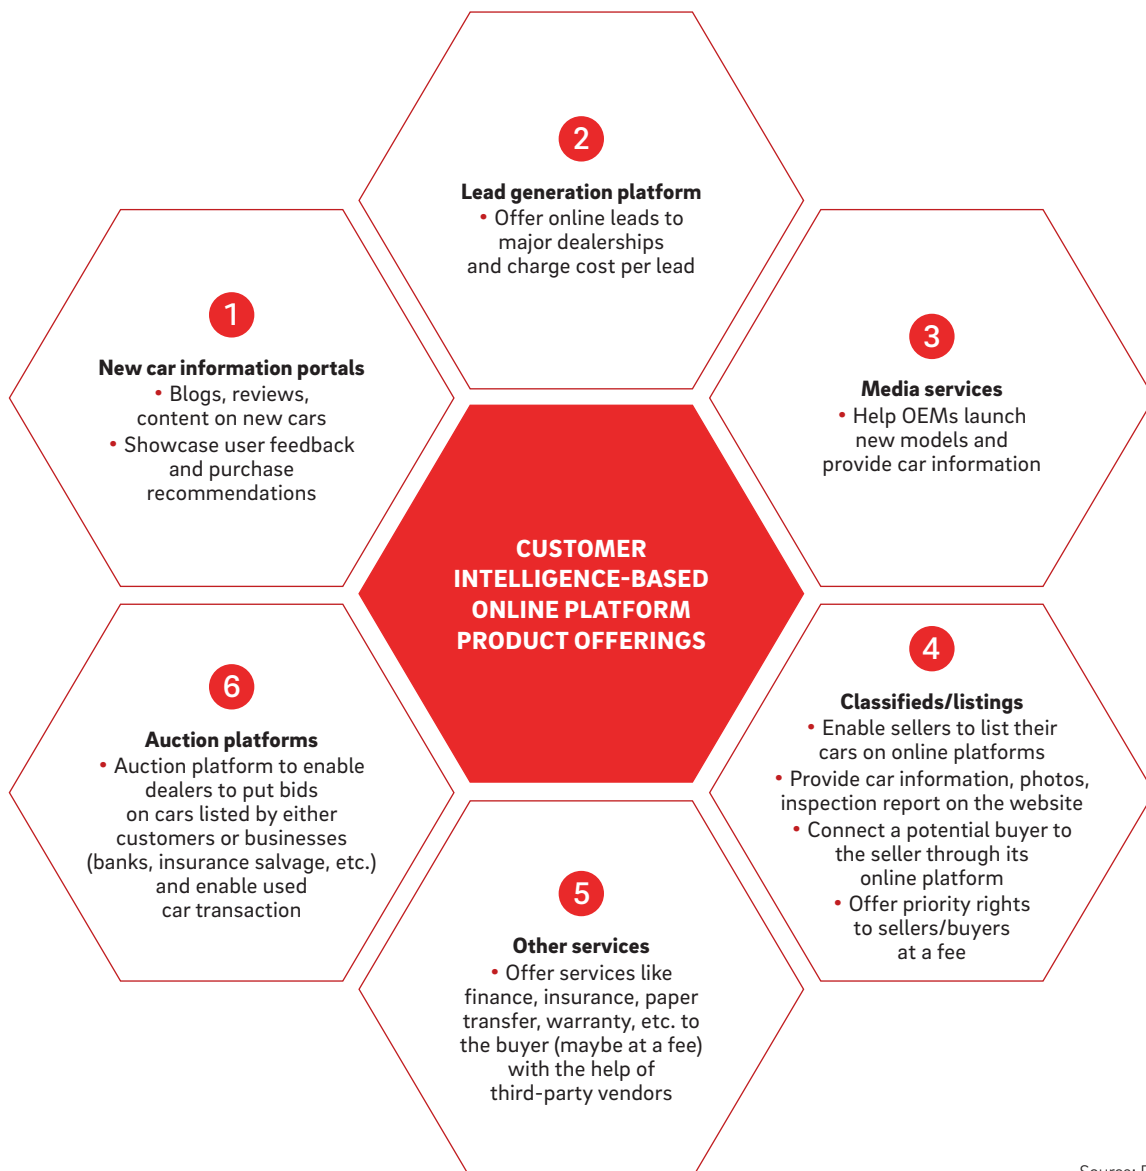 2
Lead generation platform
• Offer online leads to
major dealerships
and charge cost per lead
1
New car information portals
• Blogs, reviews,
content on new cars
• Showcase user feedback
and purchase
recommendations
3
Media services
• Help OEMs launch
new models and
provide car information
CUSTOMER
INTELLIGENCE-BASED
ONLINE PLATFORM
PRODUCT OFFERINGS
4
Classifieds/listings
• Enable sellers to list their
cars on online platforms
• Provide car information, photos,
inspection report on the website
• Connect a potential buyer to
the seller through its
online platform
• Offer priority rights
to sellers/buyers
at a fee
6
Auction platforms
• Auction platform to enable
dealers to put bids
on cars listed by either
customers or businesses
(banks, insurance salvage, etc.)
and enable used
car transaction
5
Other services
• Offer services like
finance, insurance, paper
transfer, warranty, etc. to
the buyer (maybe at a fee)
with the help of
third-party vendors
Source: